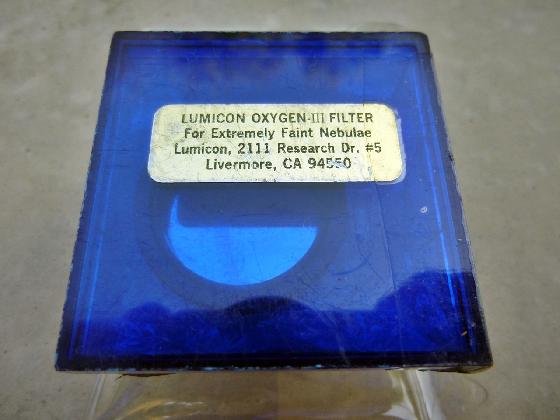 LUMICON OXYGEN-III FILTER
For Extremely Faint Nebulae
Lumicon, 2111 Research Dr. #5
Livermore, CA 94550